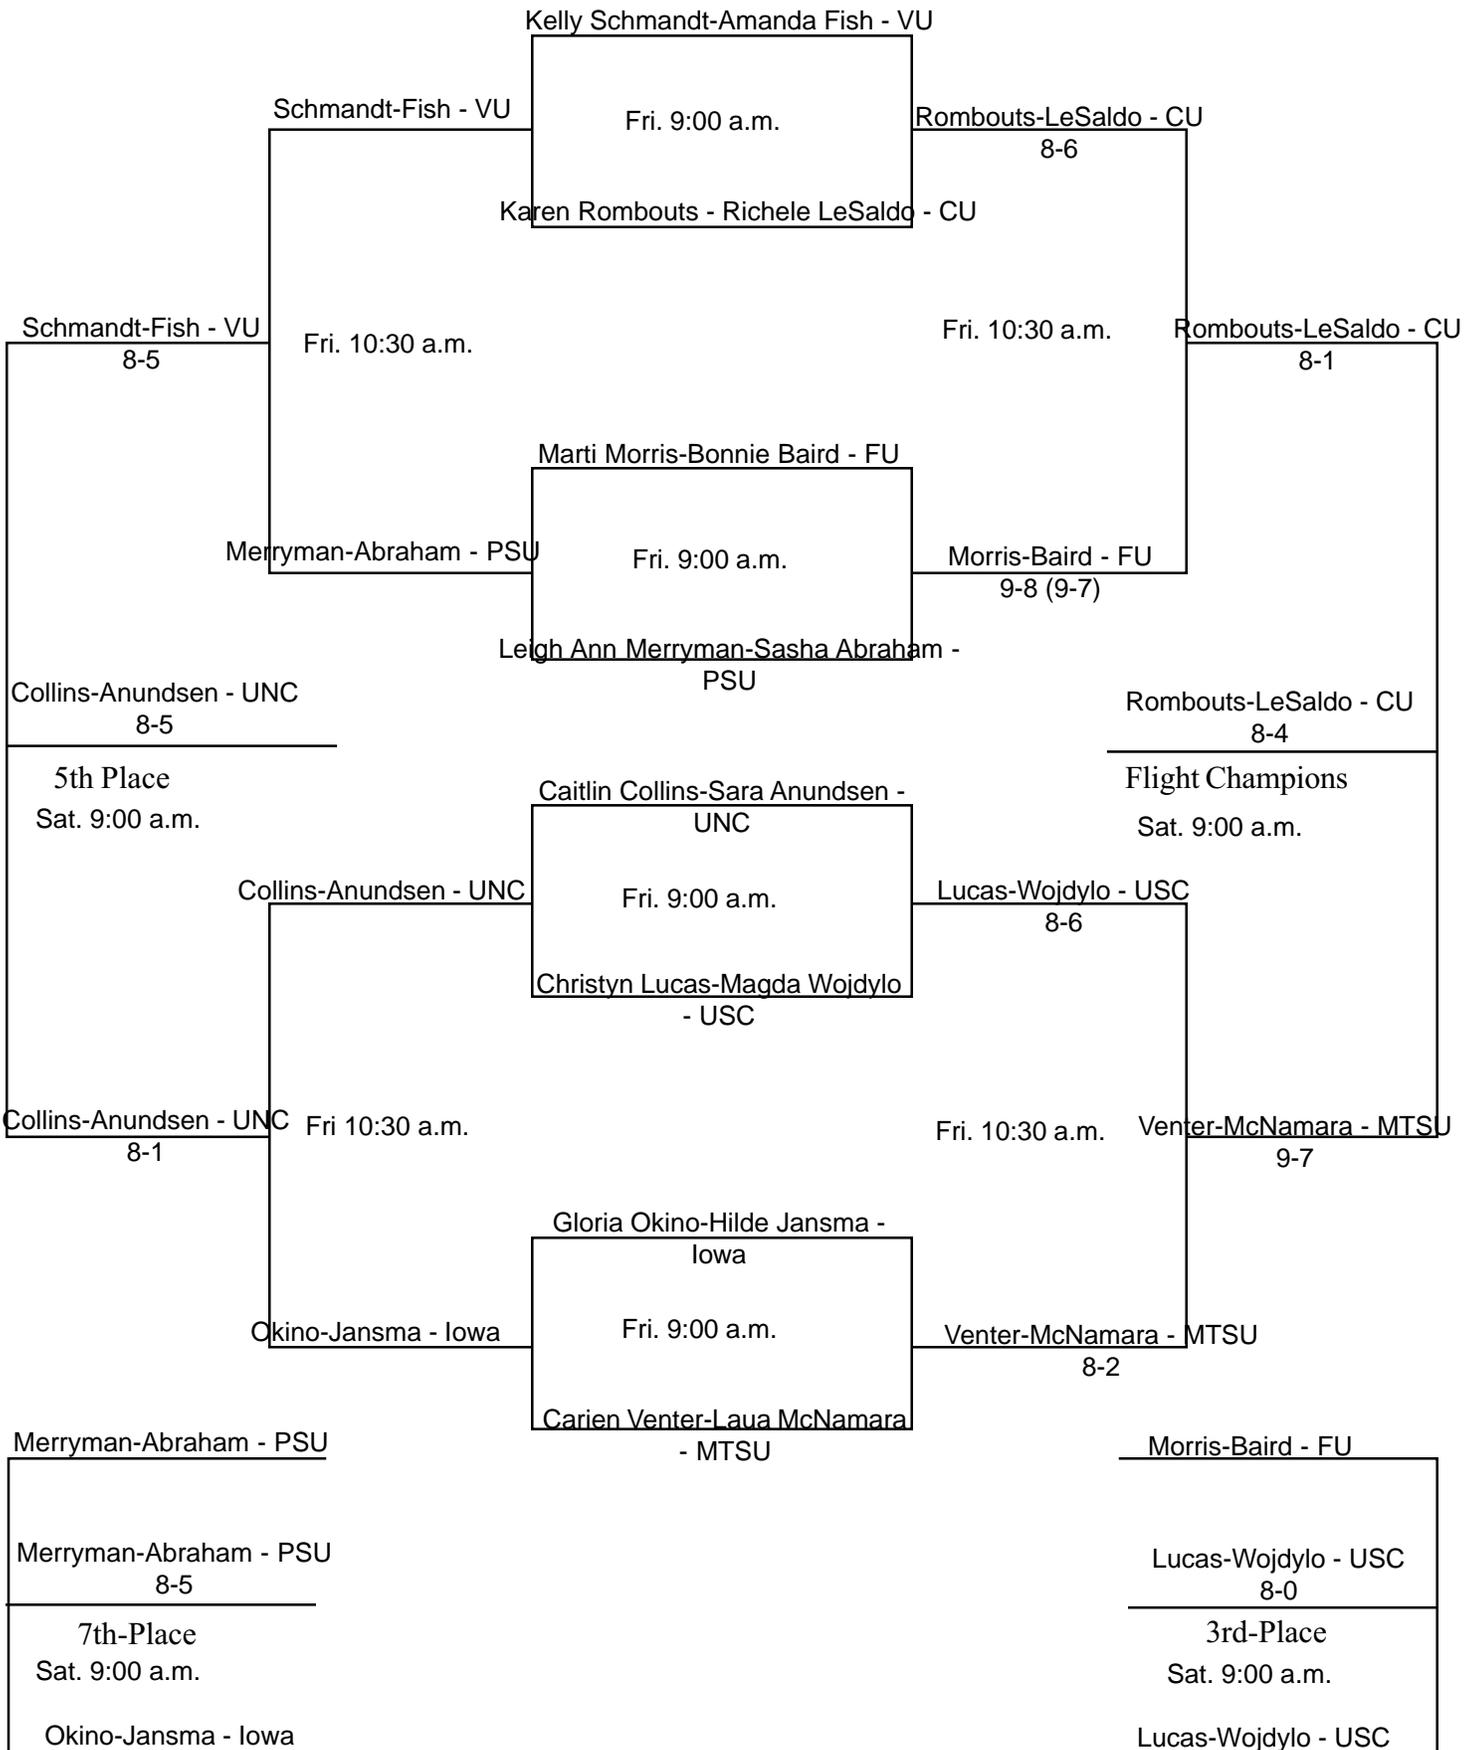 Kelly Schmandt-Amanda Fish - VU
Schmandt-Fish - VU
Fri. 9:00 a.m.
Rombouts-LeSaldo - CU
8-6
Karen Rombouts - Richele LeSaldo - CU
Schmandt-Fish - VU
8-5
Fri. 10:30 a.m.
Fri. 10:30 a.m.
Rombouts-LeSaldo - CU
8-1
Marti Morris-Bonnie Baird - FU
Merryman-Abraham - PSU
Fri. 9:00 a.m.
Morris-Baird - FU
9-8 (9-7)
Leigh Ann Merryman-Sasha Abraham -
PSU
Collins-Anundsen - UNC
8-5
5th Place
Sat. 9:00 a.m.
Rombouts-LeSaldo - CU
8-4
Flight Champions
Sat. 9:00 a.m.
Caitlin Collins-Sara Anundsen -
UNC
Collins-Anundsen - UNC
Fri. 9:00 a.m.
Lucas-Wojdylo - USC
8-6
Christyn Lucas-Magda Wojdylo
- USC
Collins-Anundsen - UNC
8-1
Fri 10:30 a.m.
Fri. 10:30 a.m.
Venter-McNamara - MTSU
9-7
Gloria Okino-Hilde Jansma -
Iowa
Okino-Jansma - Iowa
Fri. 9:00 a.m.
Venter-McNamara - MTSU
8-2
Carien Venter-Laua McNamara
- MTSU
Merryman-Abraham - PSU
Merryman-Abraham - PSU
8-5
7th-Place
Sat. 9:00 a.m.
Okino-Jansma - Iowa
Morris-Baird - FU
Lucas-Wojdylo - USC
8-0
3rd-Place
Sat. 9:00 a.m.
Lucas-Wojdylo - USC